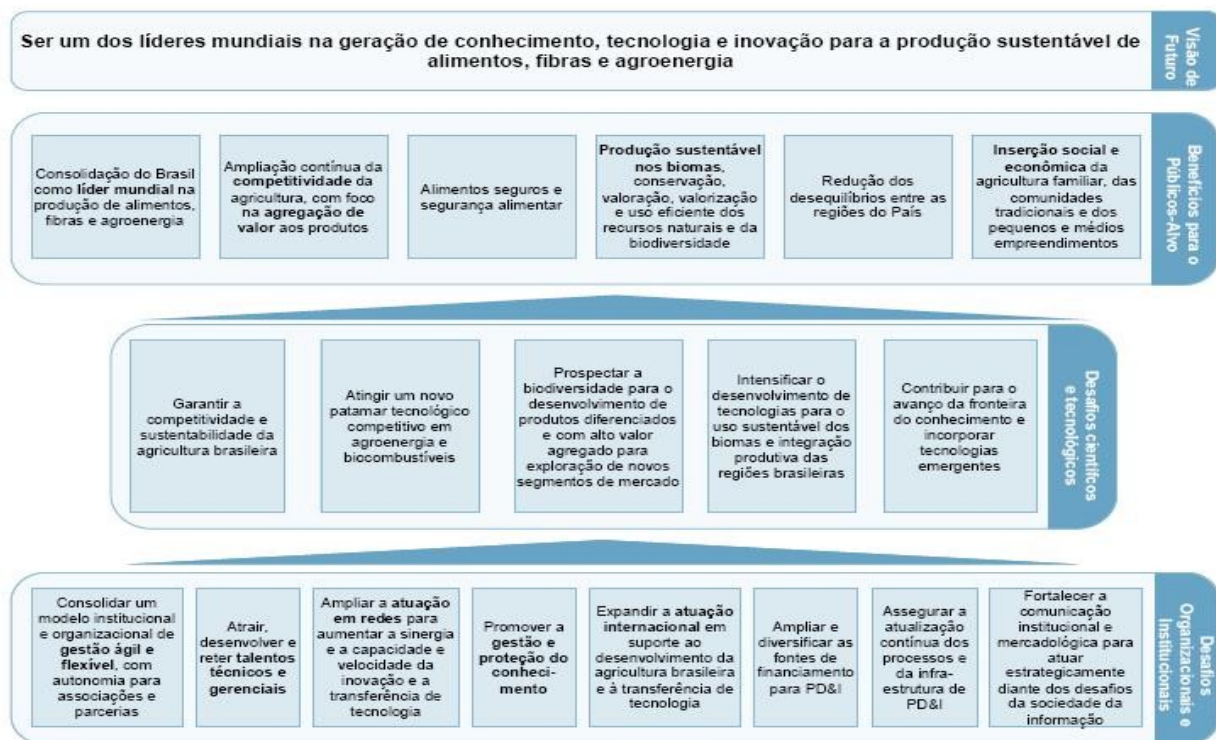 Ser um dos líderes mundiais na geração de conhecimento, tecnologia e inovação para a produção sustentável de
alimentos, fibras e agroenergia
Visão de
Futuro
Consolidação do Brasil
como líder mundial na
produção de alimentos,
fibras e agroenergia
Ampliação contínua da
competitividade da
agricultura, com foco
na agregação de
valor aos produtos
Alimentos seguros e
segurança alimentar
Produção sustentável
nos biomas,
conservação,
valoração, valorização
e uso eficiente dos
recursos naturais e da
biodiversidade
Redução dos
desequilíbrios entre as
regiões do País
Inserção social e
econômica da
agricultura familiar, das
comunidades
tradicionais e dos
pequenos e médios
empreendimentos
Benefícios para o
Públicos-Alvo
Garantir a
competitividade e
sustentabilidade da
agricultura brasileira
Atingir um novo
patamar tecnológico
competitivo em
agroenergia e
biocombustíveis
Prospectar a
biodiversidade para o
desenvolvimento de
produtos diferenciados
e com alto valor
agregado para
exploração de novos
segmentos de mercado
Intensificar o
desenvolvimento de
tecnologias para o
uso sustentável dos
biomas e integração
produtiva das
regiões brasileiras
Contribuir para o
avanço da fronteira
do conhecimento e
incorporar
tecnologias
emergentes
Desafios científcos
e tecnológicos
Consolidar um
modelo institucional
e organizacional de
gestão ágil e
flexível, com
autonomia para
associações e
parcerias
Atrair,
desenvolver e
reter talentos
técnicos e
gerenciais
Ampliar a atuação
em redes para
aumentar a sinergia
e a capacidade e
velocidade da
inovação e a
transferência de
tecnologia
Promover a
gestão e
proteção do
conheci-
mento
Expandir a atuação
internacional em
suporte ao
desenvolvimento da
agricultura brasileira
e à transferência de
tecnologia
Ampliar e
diversificar as
fontes de
financiamento
para PD&I
Assegurar a
atualização
contínua dos
processos e
da infra-
estrutura de
PD&I
Fortalecer a
comunicação
institucional e
mercadológica para
atuar
estrategicamente
diante dos desafios
da sociedade da
informação
Desafios
Organizacionais e
Institucionais